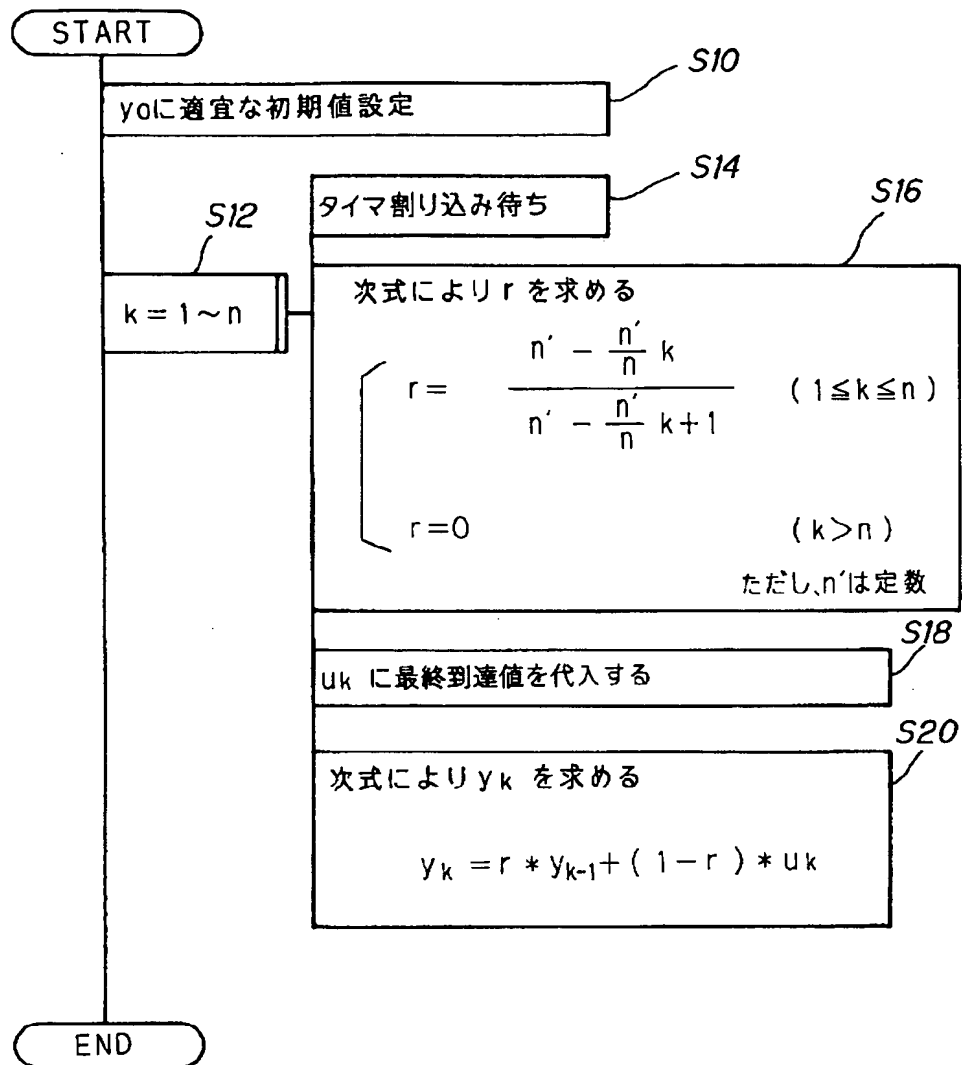 START
S10
yoに適宜な初期値設定
S14
タイマ割り込み待ち
S12
k = 1〜n
S16
次式によりrを求める
r = (n′ - (n′/n) k) / (n′ - (n′/n) k+1) (1≦k≦n)
r=0 (k>n)
ただし、n′は定数
S18
uk に最終到達値を代入する
S20
次式によりyk を求める
yk = r * yk-1 + ( 1 - r ) * uk
END